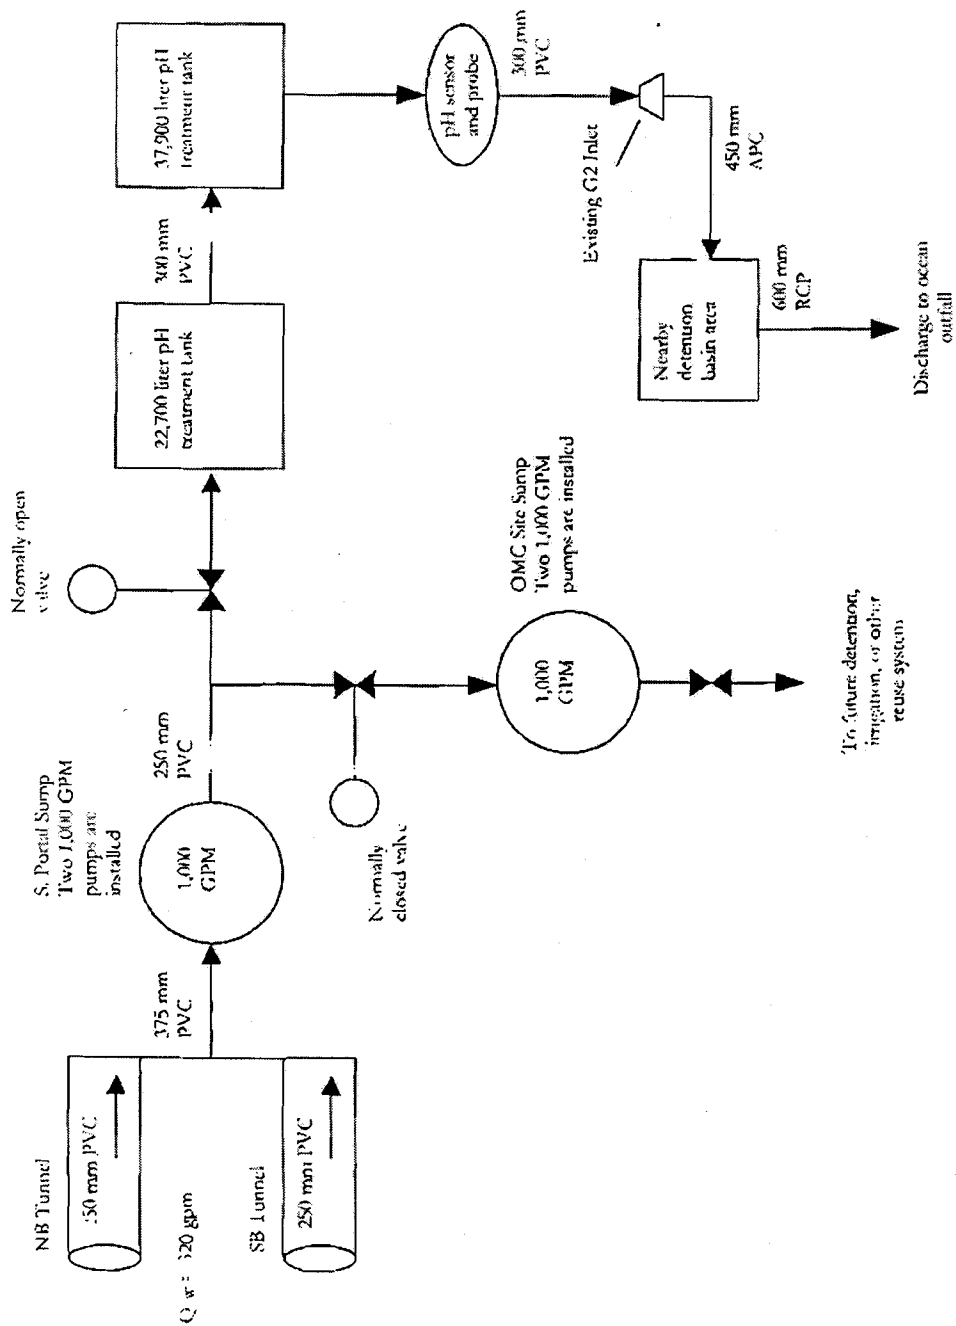 NB Tunnel
50 mm PVC
320 gpm
SB Tunnel
250 mm PVC
375 mm
PVC
S. Portal Sump
Two 1,000 GPM
pumps are
installed
1,000
GPM
250 mm
PVC
Normally
closed valve
Normally open
valve
22,700 liter pH
treatment tank
300 mm
PVC
37,900 liter pH
treatment tank
pH sensor
and probe
300 mm
PVC
Existing G2 Inlet
450 mm
APC
Nearby
detention
basin area
600 mm
RCP
Discharge to ocean
outfall
OMC Site Sump
Two 1,000 GPM
pumps are installed
1,000
GPM
To future detention,
irrigation, or other
reuse system